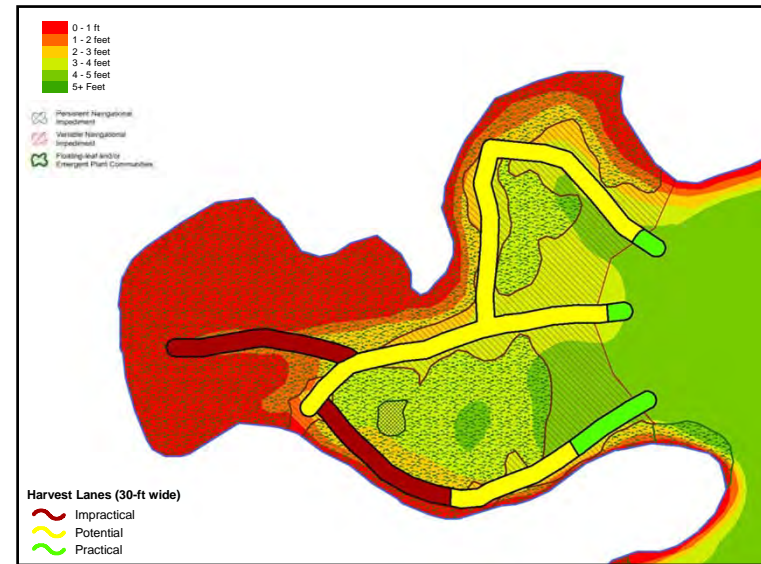 0 - 1 ft
1 - 2 feet
2 - 3 feet
3 - 4 feet
4 - 5 feet
5+ Feet
Persistent Navigational
Impediment
Variable Navigational
Impediment
Floating-leaf and/or
Emergent Plant Communities
Harvest Lanes (30-ft wide)
Impractical
Potential
Practical